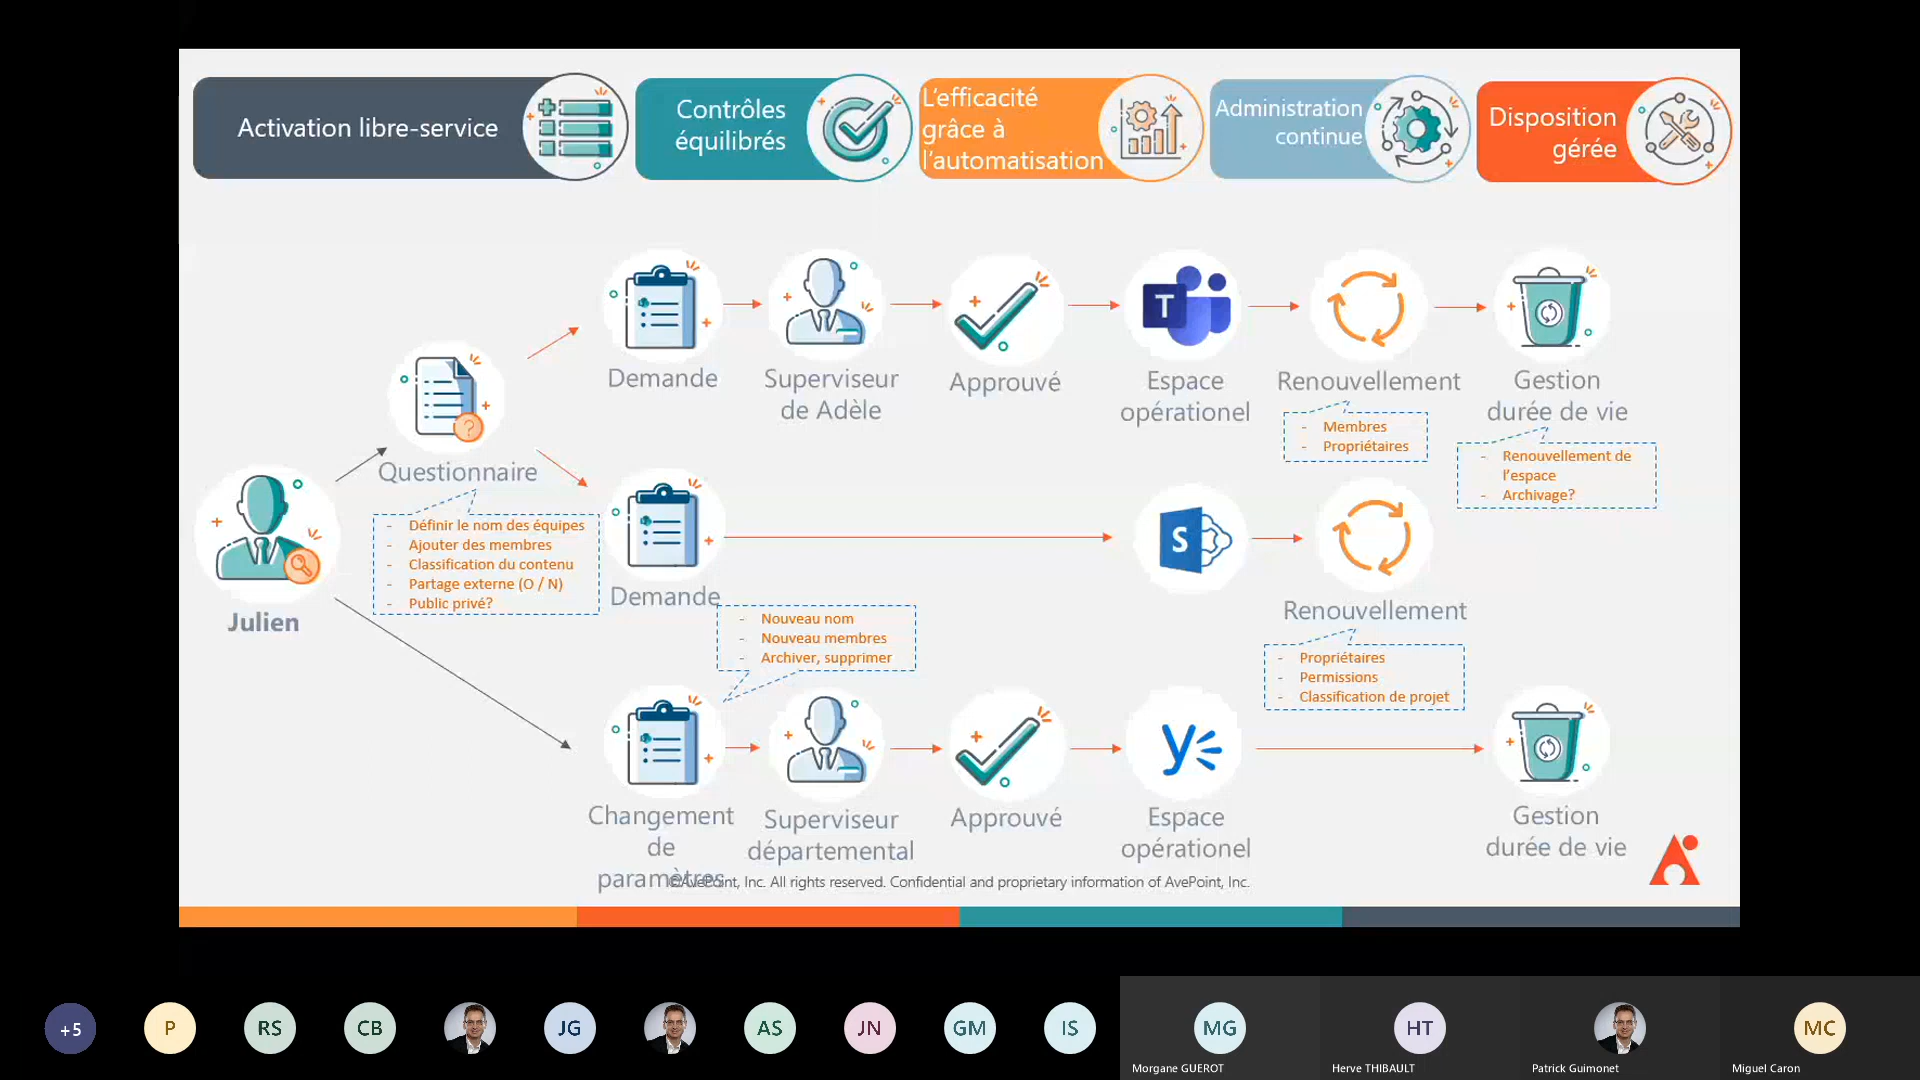 Activation libre-service
Contrôles
équilibrés
L'efficacité
grâce à
l'automatisation
Administration
continue
Disposition
gérée
Demande
Superviseur
de Adèle
Approuvé
T
Espace
opérationel
Renouvellement
- Membres
- Propriétaires
Gestion
durée de vie
- Renouvellement de
l'espace
- Archivage?
?
Questionnaire
- Définir le nom des équipes
- Ajouter des membres
- Classification du contenu
- Partage externe (O / N)
- Public privé?
Julien
Demande
S
Renouvellement
- Propriétaires
- Permissions
- Classification de projet
- Nouveau nom
- Nouveau membres
- Archiver, supprimer
Changement
de
paramètres
Superviseur
départemental
Approuvé
y
Espace
opérationel
Gestion
durée de vie
©AvePoint, Inc. All rights reserved. Confidential and proprietary information of AvePoint, Inc.
+5
P
RS
CB
JG
AS
JN
GM
IS
MG
HT
MC
Morgane GUEROT
Herve THIBAULT
Patrick Guimonet
Miguel Caron